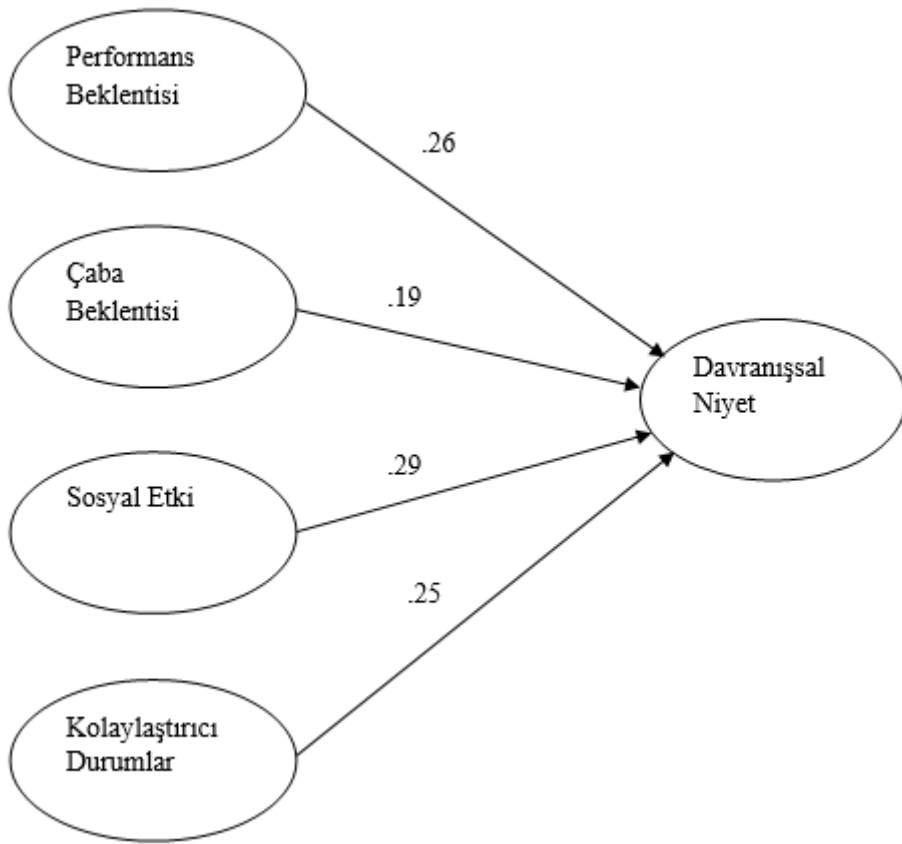 Performans
Beklentisi
.26
Çaba
Beklentisi
.19
Davranışsal
Niyet
Sosyal Etki
.29
.25
Kolaylaştırıcı
Durumlar